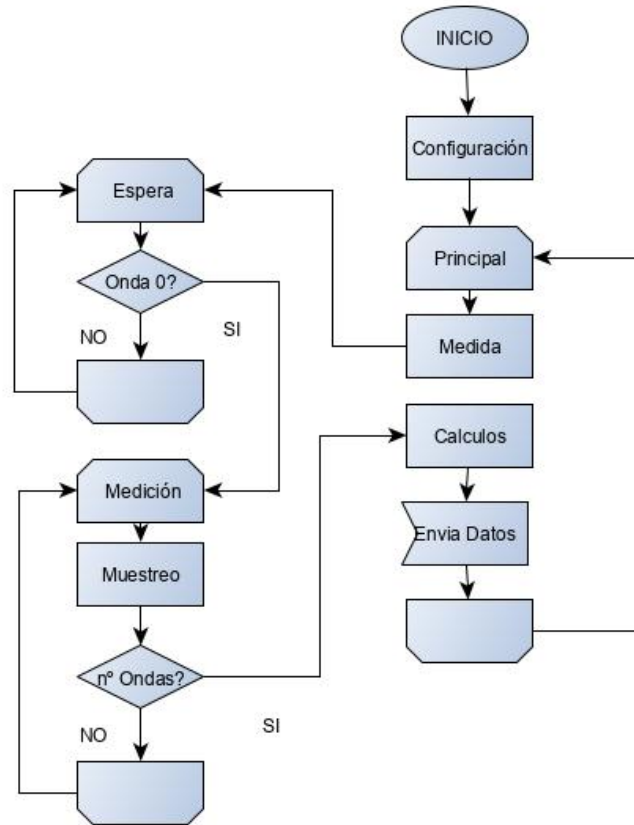 INICIO
Configuración
Principal
Medida
Espera
Onda 0?
NO
SI
Medición
Muestreo
nº Ondas?
NO
SI
Calculos
Envia Datos